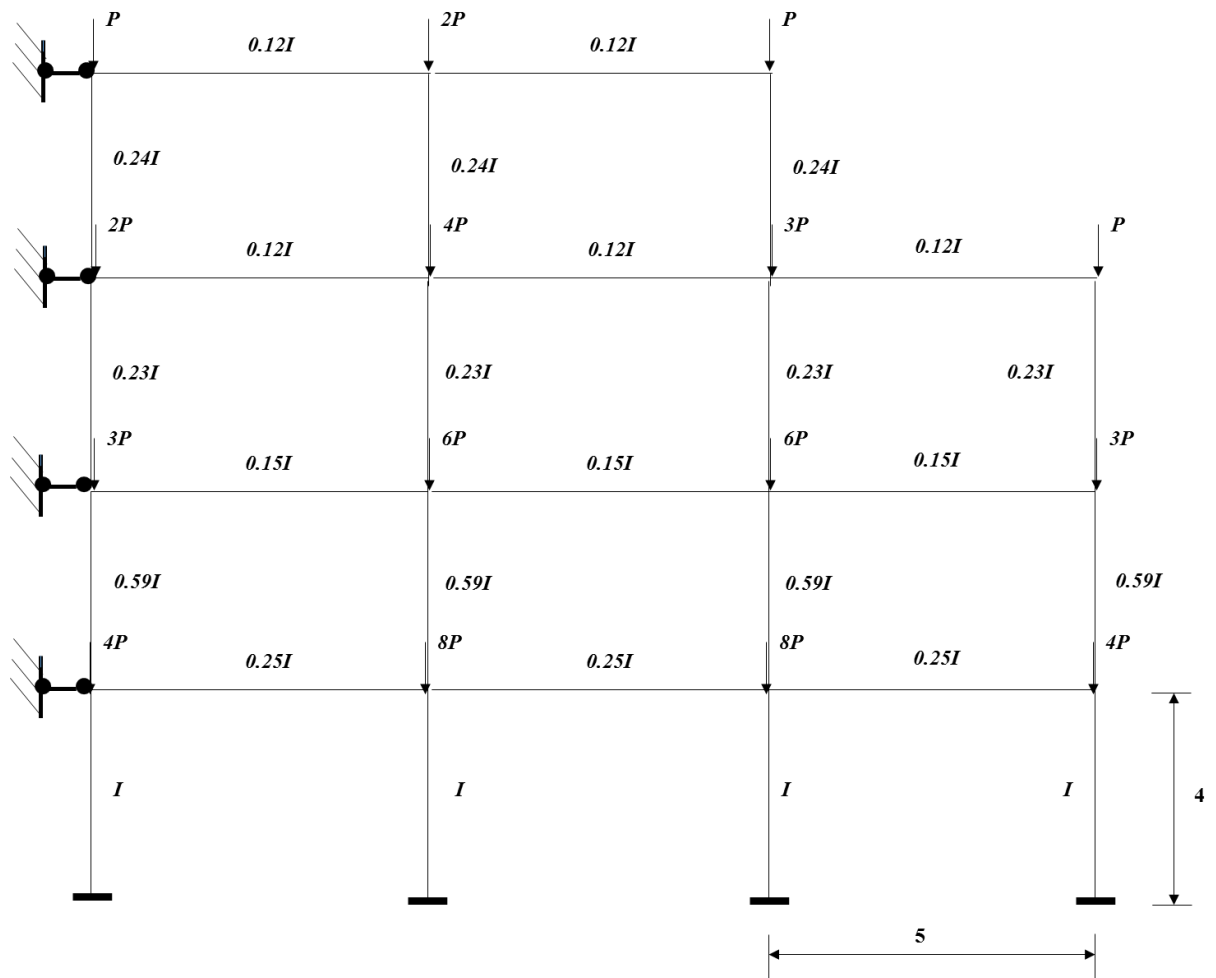 P 2P P
0.12I 0.12I
0.24I 0.24I 0.24I
2P 4P 3P P
0.12I 0.12I 0.12I
0.23I 0.23I 0.23I 0.23I
3P 6P 6P 3P
0.15I 0.15I 0.15I
0.59I 0.59I 0.59I 0.59I
4P 8P 8P 4P
0.25I 0.25I 0.25I
I I I I
4
5